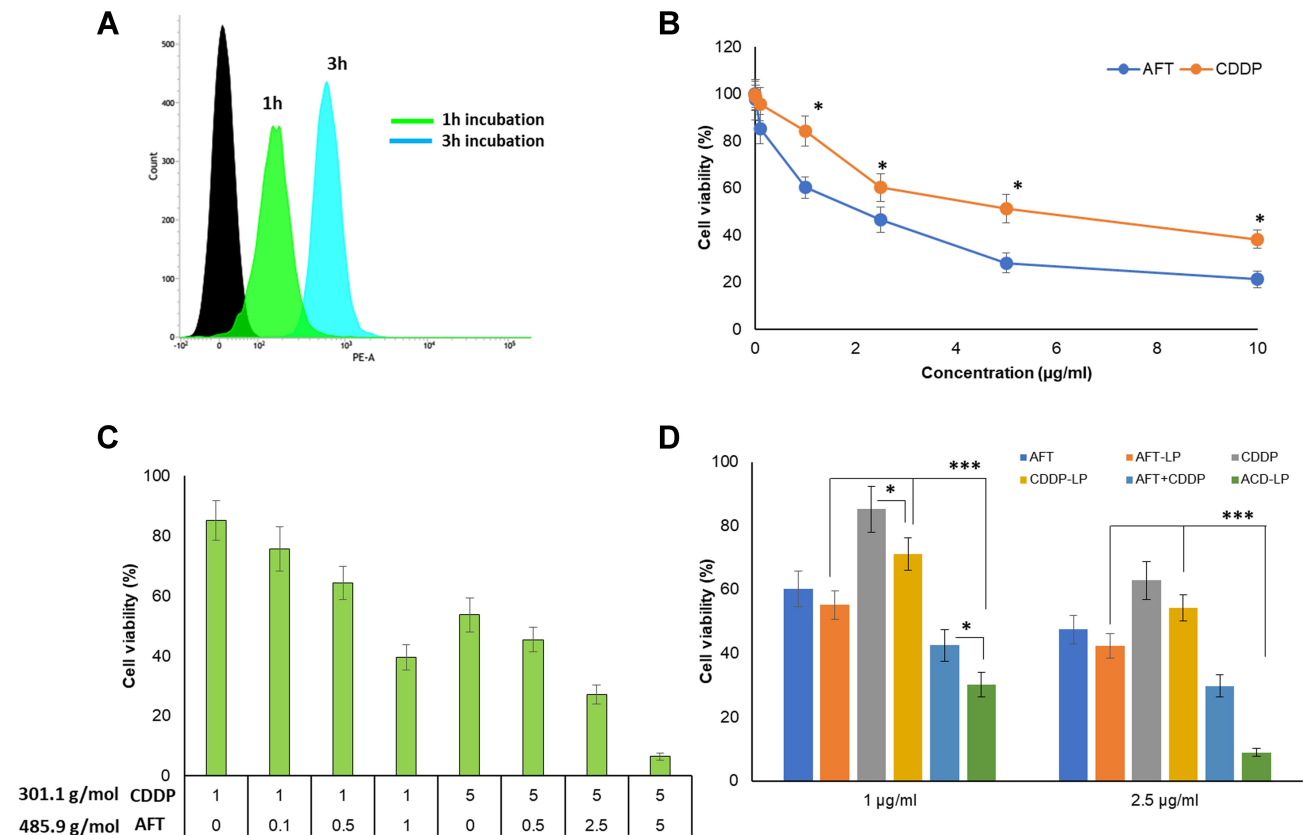 A
500
400
300
200
100
0
Count
1h
3h
1h incubation
3h incubation
-10² 0 10² 10³ 10⁴ 10⁵
PE-A
B
120
100
80
60
40
20
0
Cell viability (%)
AFT CDDP
*
*
*
*
0 2 4 6 8 10
Concentration (µg/ml)
C
100
80
60
40
20
0
Cell viability (%)
301.1 g/mol CDDP 1 1 1 1 5 5 5 5
485.9 g/mol AFT 0 0.1 0.5 1 0 0.5 2.5 5
D
100
80
60
40
20
0
Cell viability (%)
AFT AFT-LP CDDP
CDDP-LP AFT+CDDP ACD-LP
***
*
*
***
1 µg/ml 2.5 µg/ml